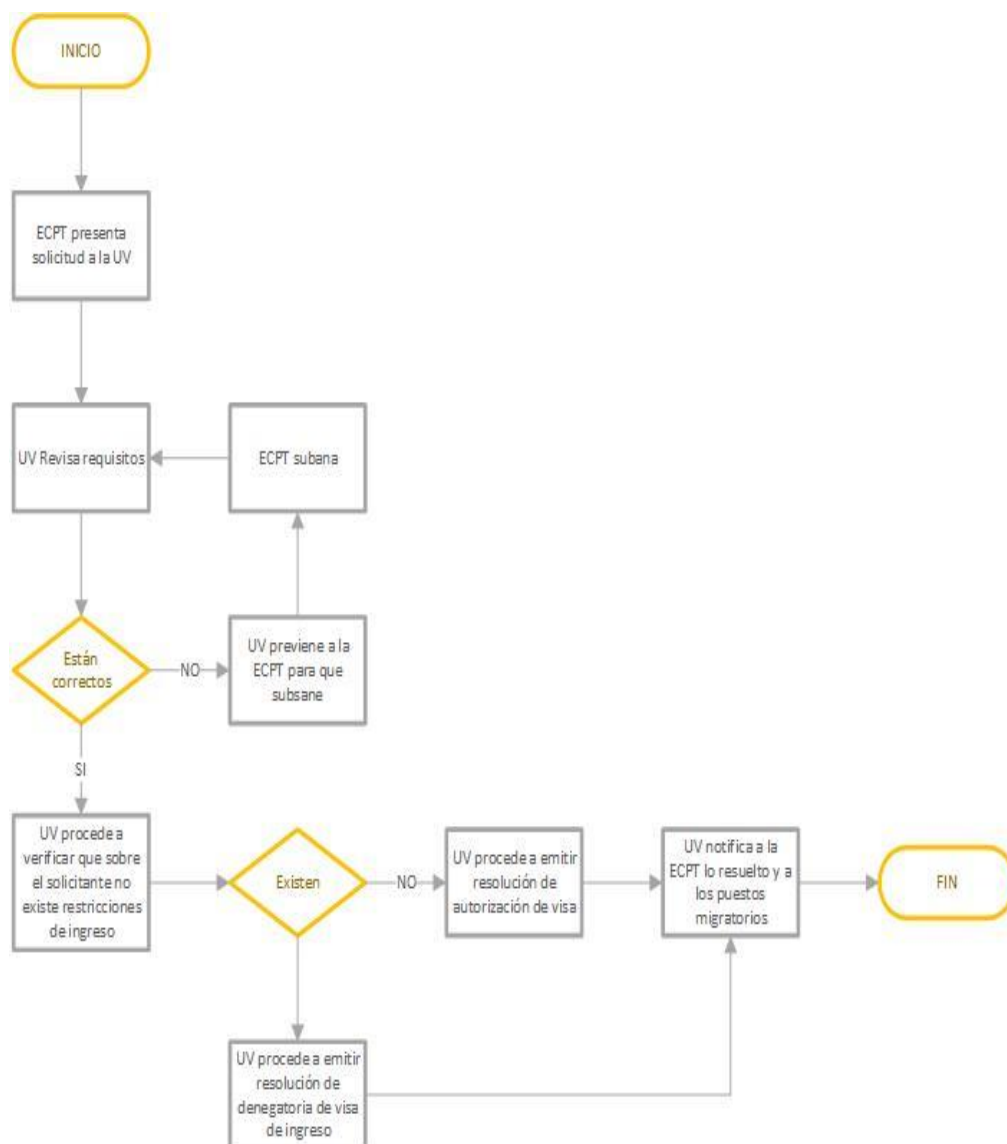 INICIO
ECPT presenta
solicitud a la UV
UV Revisa requisitos
ECPT subana
Están
correctos
NO
UV previene a la
ECPT para que
subsane
SI
UV procede a
verificar que sobre
el solicitante no
existe restricciones
de ingreso
Existen
NO
UV procede a emitir
resolución de
autorización de visa
UV notifica a la
ECPT lo resuelto y a
los puestos
migratorios
FIN
UV procede a emitir
resolución de
denegatoria de visa
de ingreso